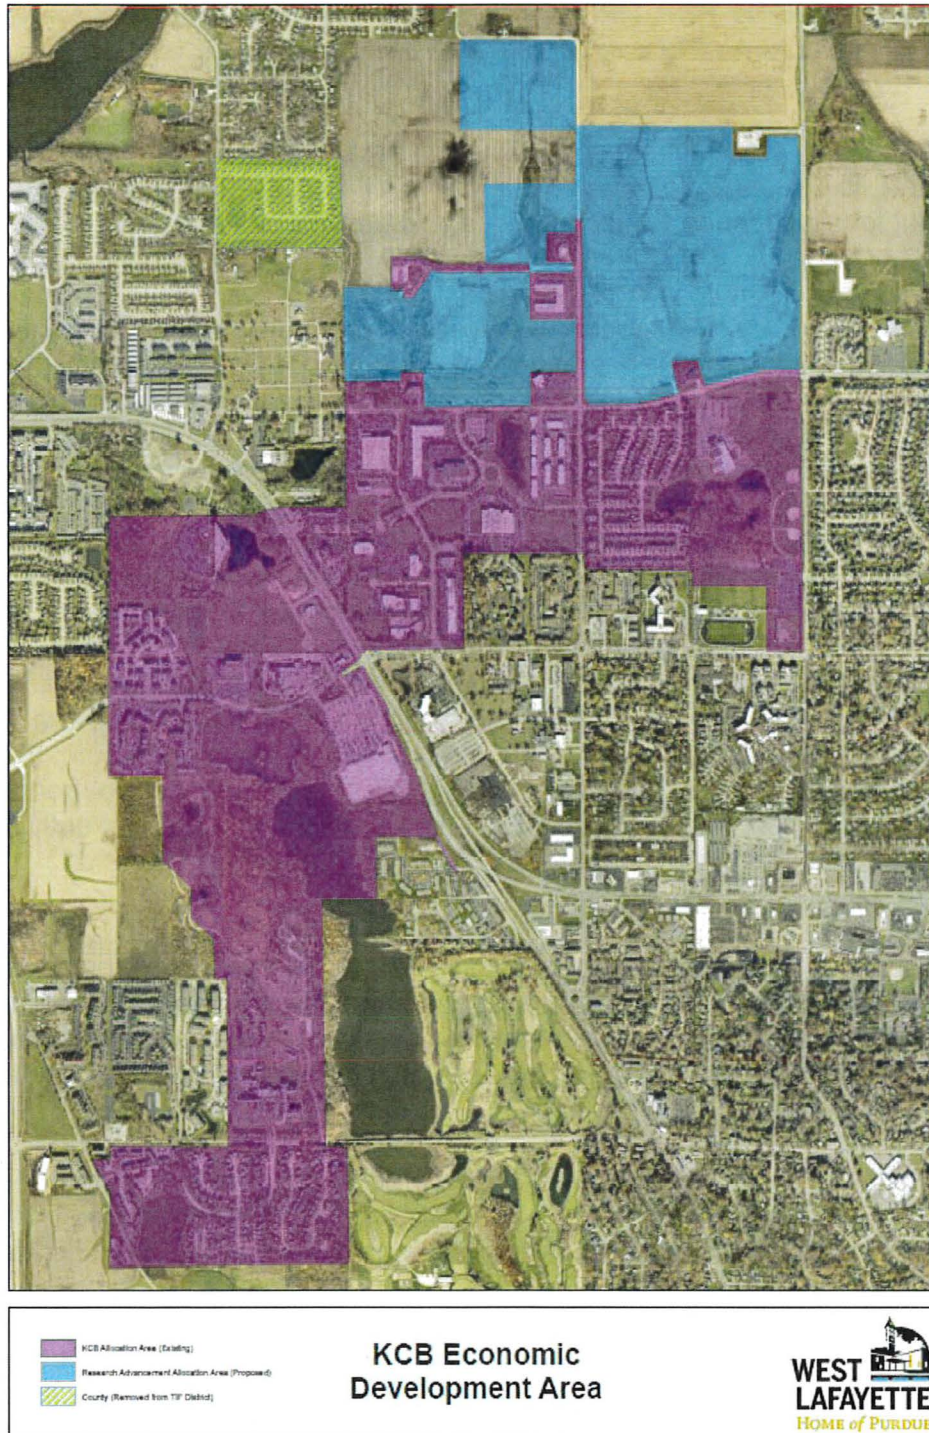 KCB Allocation Area (Existing)
Research Advancement Allocation Area (Proposed)
County (Removed from TIF District)
KCB Economic
Development Area
WEST
LAFAYETTE
HOME of PURDUE